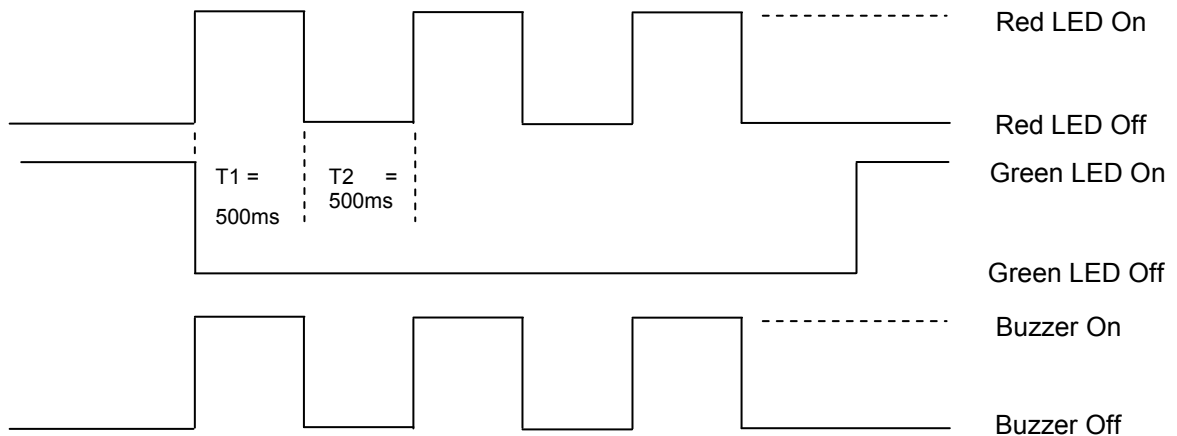 Red LED On
Red LED Off
Green LED On
T1 =
500ms
T2 =
500ms
Green LED Off
Buzzer On
Buzzer Off